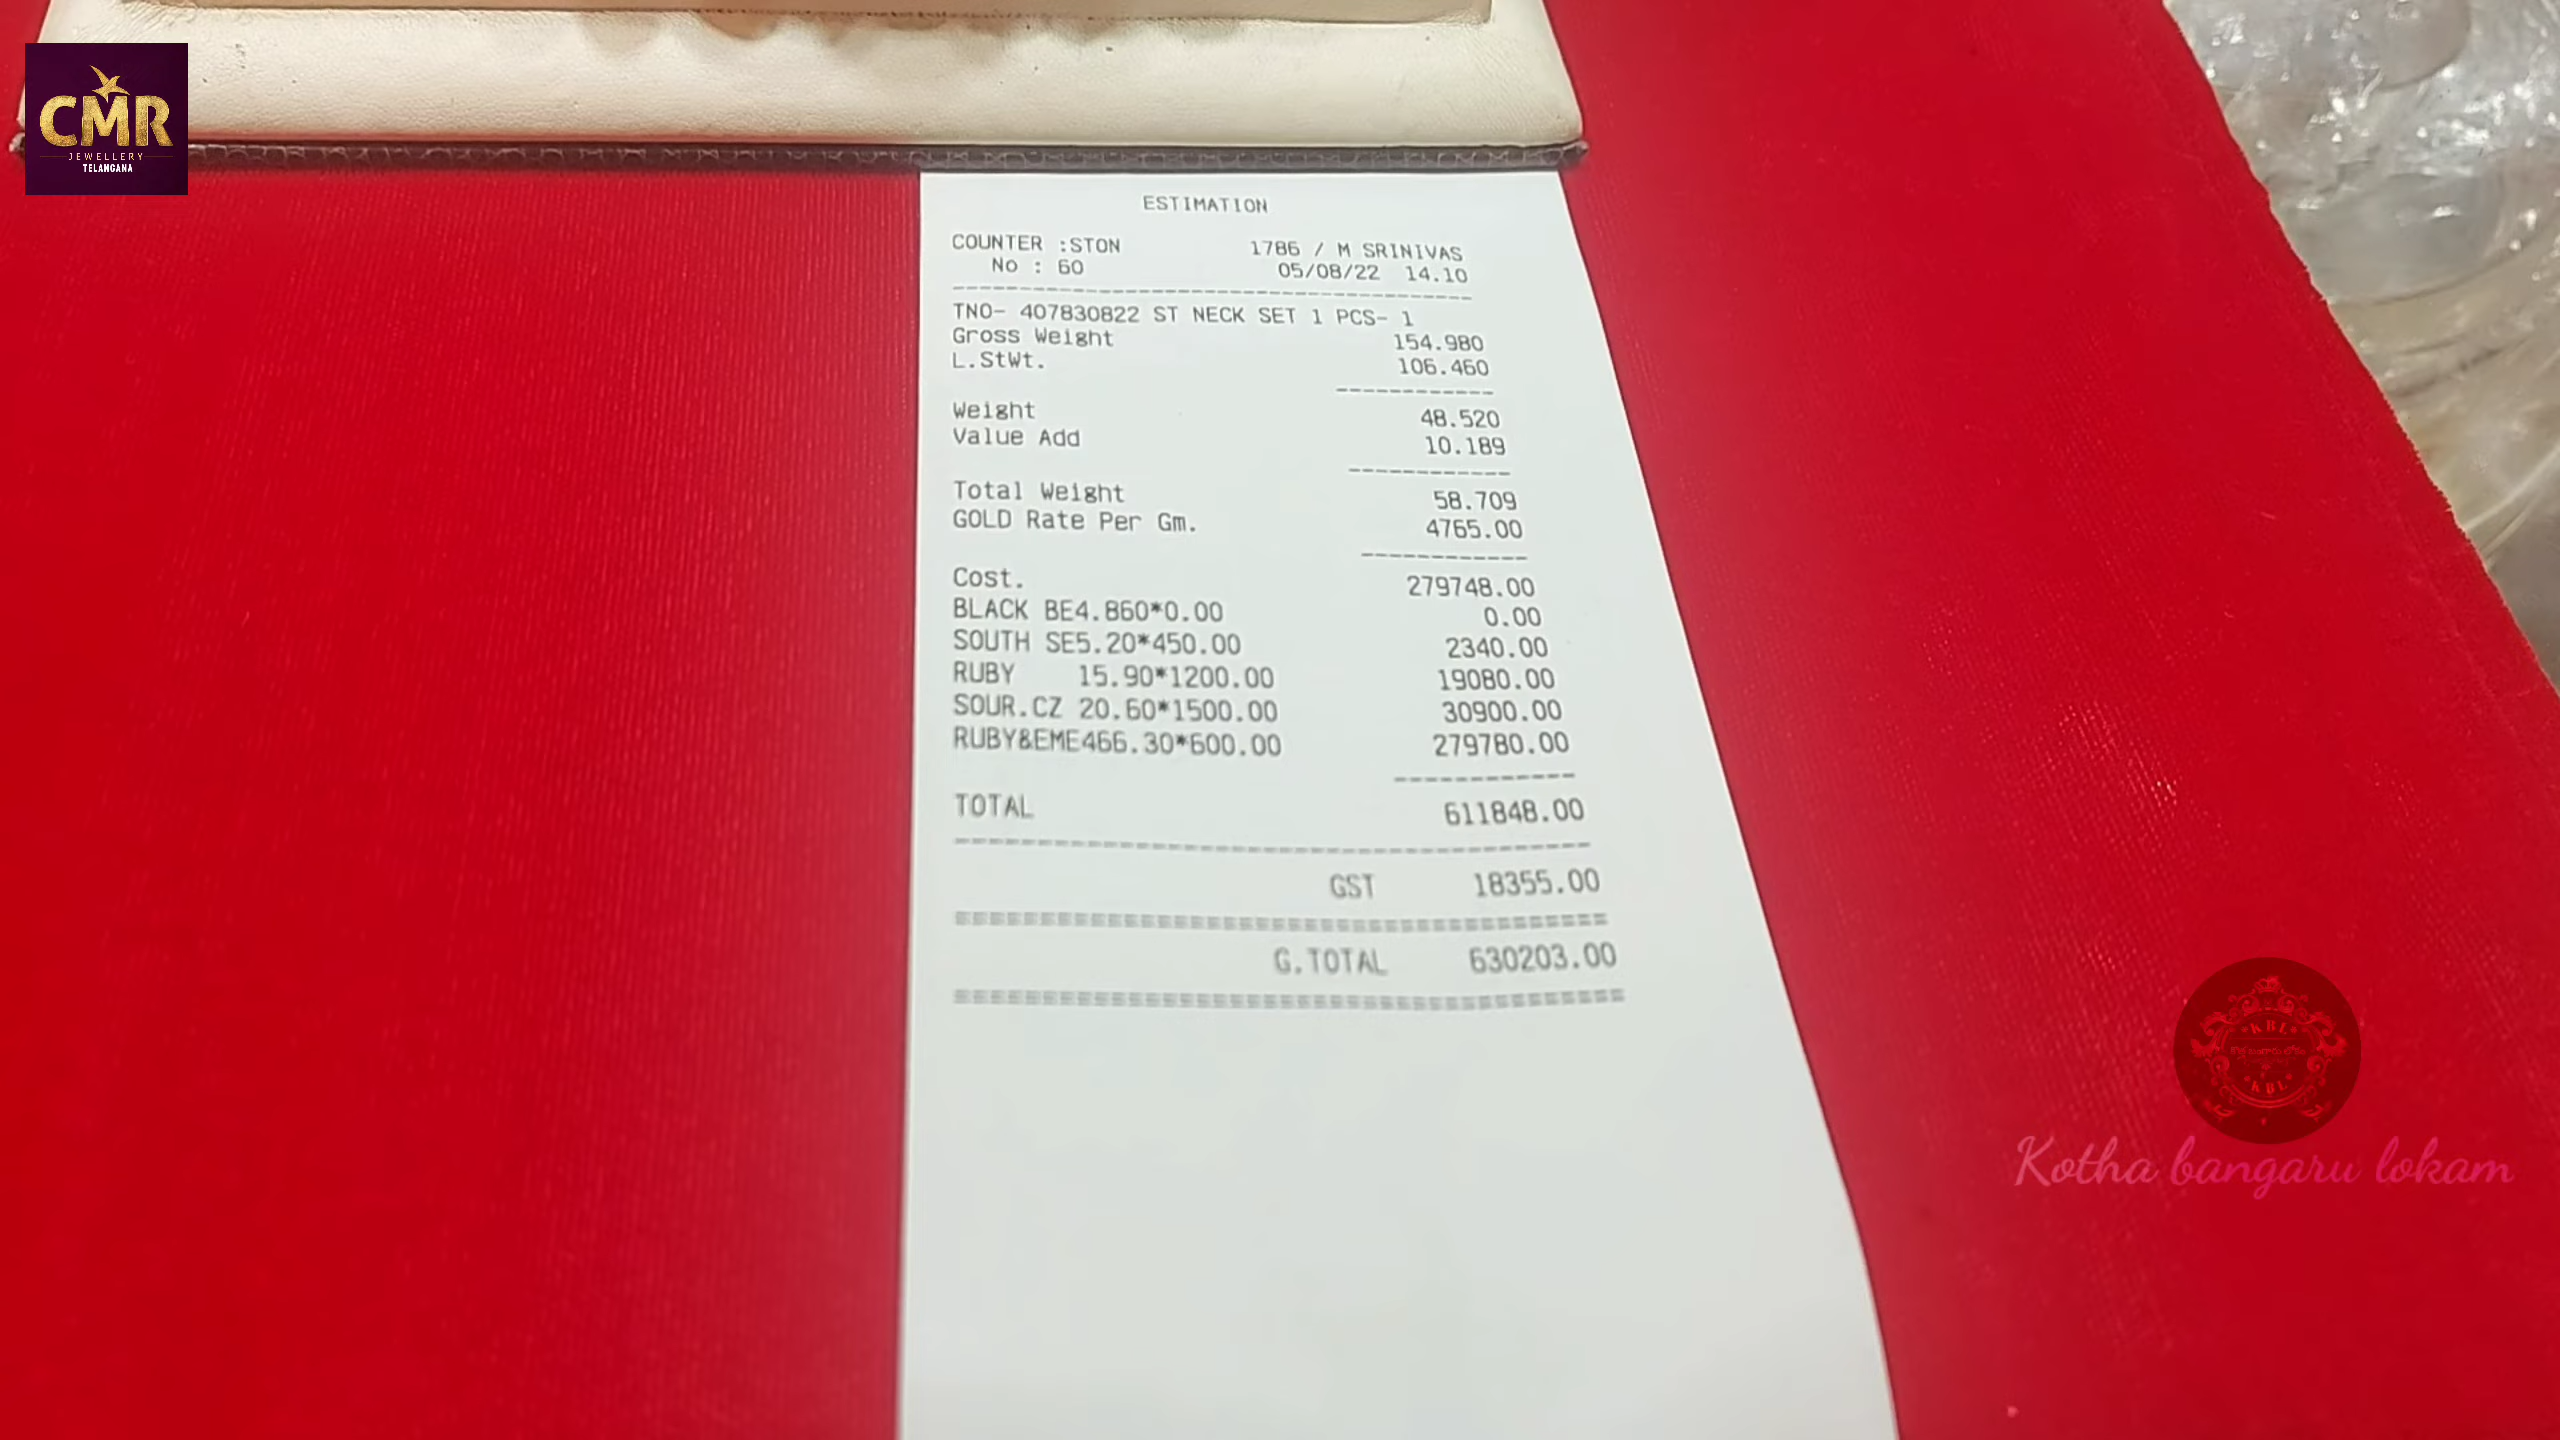 CMR
JEWELLERY
TELANGANA
ESTIMATION
COUNTER :STON 1786 / M SRINIVAS
No : 60 05/08/22 14.10
TNO- 407830822 ST NECK SET 1 PCS- 1
Gross Weight 154.980
L.StWt. 106.460
Weight 48.520
Value Add 10.189
Total Weight 58.709
GOLD Rate Per Gm. 4765.00
Cost. 279748.00
BLACK BE4.860*0.00 0.00
SOUTH SE5.20*450.00 2340.00
RUBY 15.90*1200.00 19080.00
SOUR.CZ 20.60*1500.00 30900.00
RUBY&EME466.30*600.00 279780.00
TOTAL 611848.00
GST 18355.00
G.TOTAL 630203.00
KBL
KBL
Kotha bangaru lokam